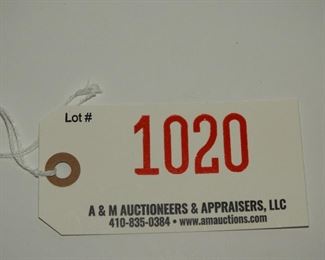 Lot #
1020
A & M AUCTIONEERS & APPRAISERS, LLC
410-835-0384 • www.amauctions.com